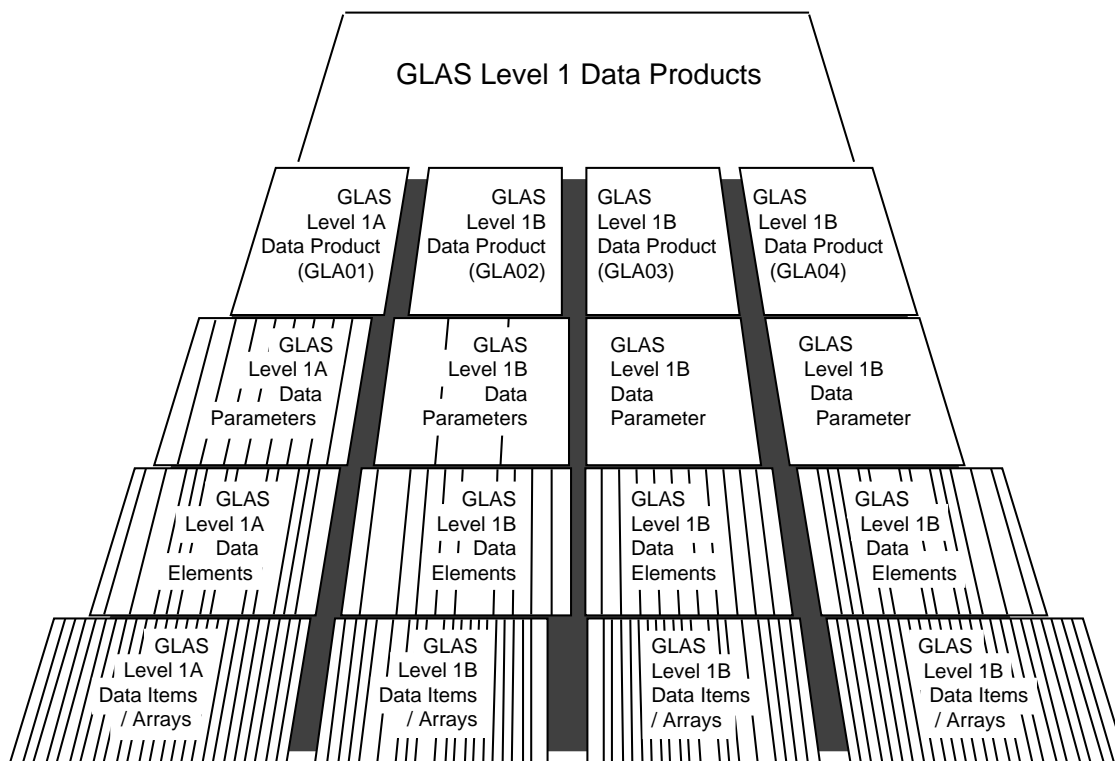 GLAS Level 1 Data Products
GLAS
Level 1A
Data Product
(GLA01)
GLAS
Level 1B
Data Product
(GLA02)
GLAS
Level 1B
Data Product
(GLA03)
GLAS
Level 1B
Data Product
(GLA04)
GLAS
Level 1A
Data
Parameters
GLAS
Level 1B
Data
Parameters
GLAS
Level 1B
Data
Parameter
GLAS
Level 1B
Data
Parameter
GLAS
Level 1A
Data
Elements
GLAS
Level 1B
Data
Elements
GLAS
Level 1B
Data
Elements
GLAS
Level 1B
Data
Elements
GLAS
Level 1A
Data Items
/ Arrays
GLAS
Level 1B
Data Items
/ Arrays
GLAS
Level 1B
Data Items
/ Arrays
GLAS
Level 1B
Data Items
/ Arrays